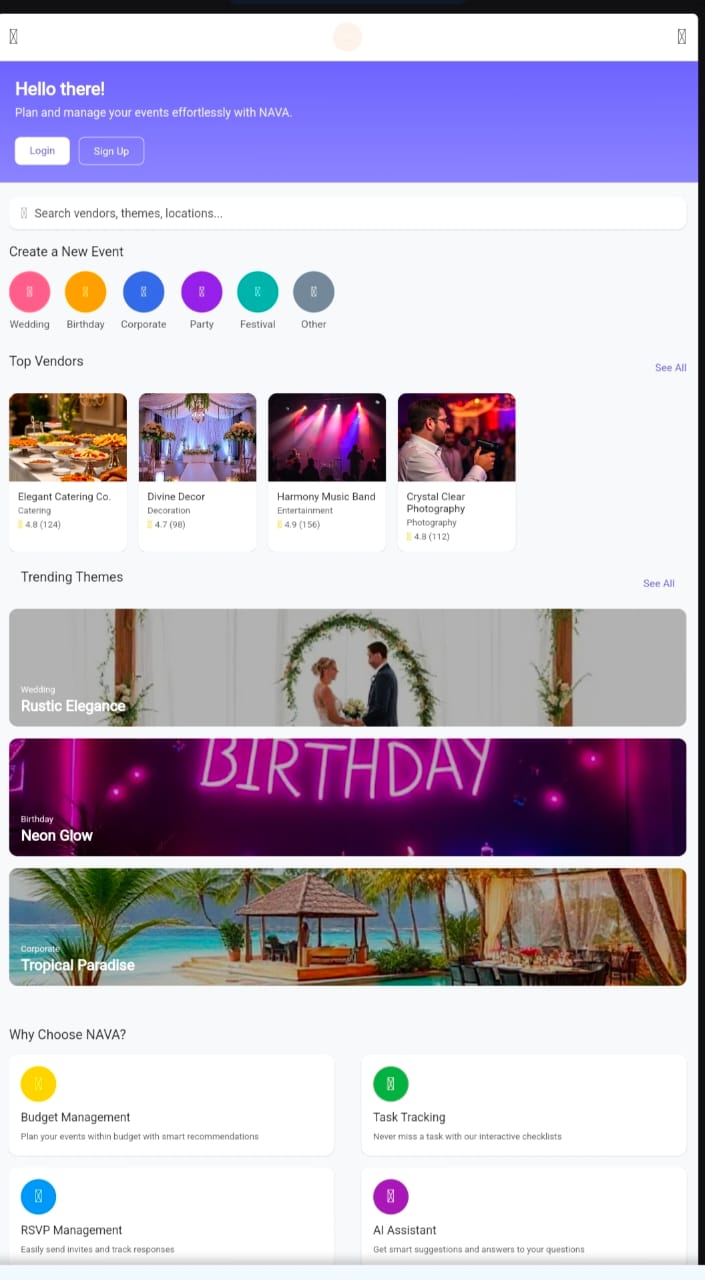 Hello there!
Plan and manage your events effortlessly with NAVA.
Login
Sign Up
Search vendors, themes, locations...
Create a New Event
Wedding
Birthday
Corporate
Party
Festival
Other
Top Vendors
See All
Elegant Catering Co.
Catering
4.8 (124)
Divine Decor
Decoration
4.7 (98)
Harmony Music Band
Entertainment
4.9 (156)
Crystal Clear
Photography
Photography
4.8 (112)
Trending Themes
See All
Wedding
Rustic Elegance
BIRTHDAY
Birthday
Neon Glow
Corporate
Tropical Paradise
Why Choose NAVA?
Budget Management
Plan your events within budget with smart recommendations
Task Tracking
Never miss a task with our interactive checklists
RSVP Management
Easily send invites and track responses
AI Assistant
Get smart suggestions and answers to your questions